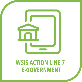 WSIS ACTION LINE 7
E-GOVERNMENT